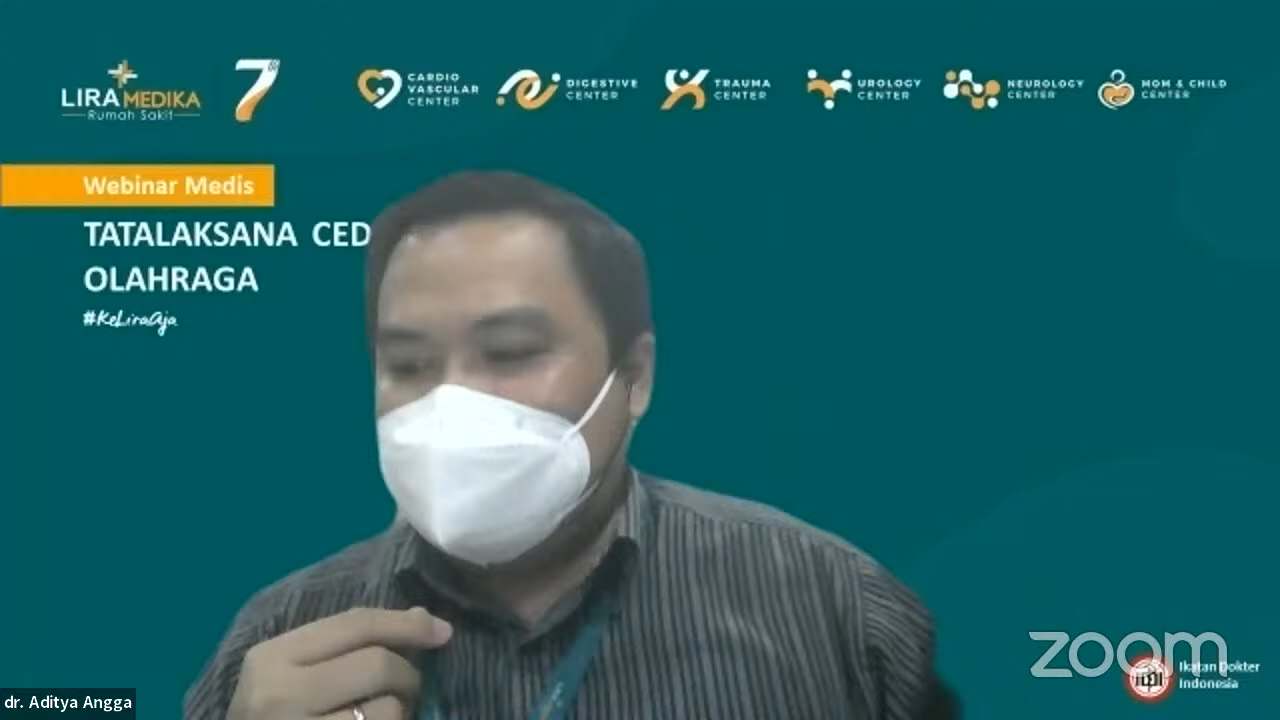 LIRA MEDIKA
Rumah Sakit
7
CARDIO
VASCULAR
CENTER
DIGESTIVE
CENTER
TRAUMA
CENTER
UROLOGY
CENTER
NEUROLOGY
CENTER
MOM & CHILD
CENTER
Webinar Medis
TATALAKSANA CED
OLAHRAGA
#KeLiraAja
zoom
Ikatan Dokter
Indonesia
dr. Aditya Angga